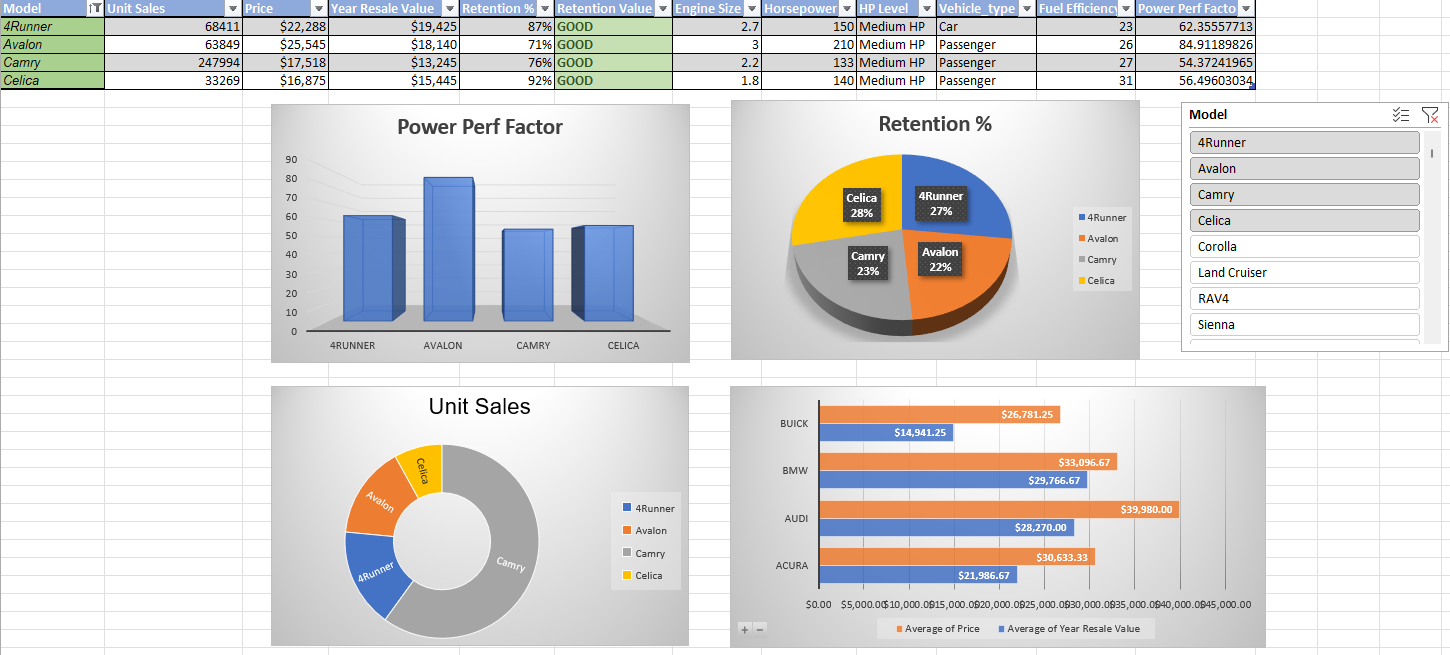 Model Unit Sales Price Year Resale Value Retention % Retention Value Engine Size Horsepower HP Level Vehicle_type Fuel Efficiency Power Perf Facto
4Runner 68411 $22,288 $19,425 87% GOOD 2.7 150 Medium HP Car 23 62.35557713
Avalon 63849 $25,545 $18,140 71% GOOD 3 210 Medium HP Passenger 26 84.91189826
Camry 247994 $17,518 $13,245 76% GOOD 2.2 133 Medium HP Passenger 27 54.37241965
Celica 33269 $16,875 $15,445 92% GOOD 1.8 140 Medium HP Passenger 31 56.49603034
Power Perf Factor
90
80
70
60
50
40
30
20
10
0
4RUNNER AVALON CAMRY CELICA
Retention %
Celica
28%
4Runner
27%
Camry
23%
Avalon
22%
4Runner
Avalon
Camry
Celica
Model
4Runner
Avalon
Camry
Celica
Corolla
Land Cruiser
RAV4
Sienna
Unit Sales
Celica
Avalon
4Runner
Camry
4Runner
Avalon
Camry
Celica
BUICK
$26,781.25
$14,941.25
BMW
$33,096.67
$29,766.67
AUDI
$39,980.00
$28,270.00
ACURA
$30,633.33
$21,986.67
$0.00 $5,000.00 $10,000.00 $15,000.00 $20,000.00 $25,000.00 $30,000.00 $35,000.00 $40,000.00 $45,000.00
+ −
Average of Price Average of Year Resale Value